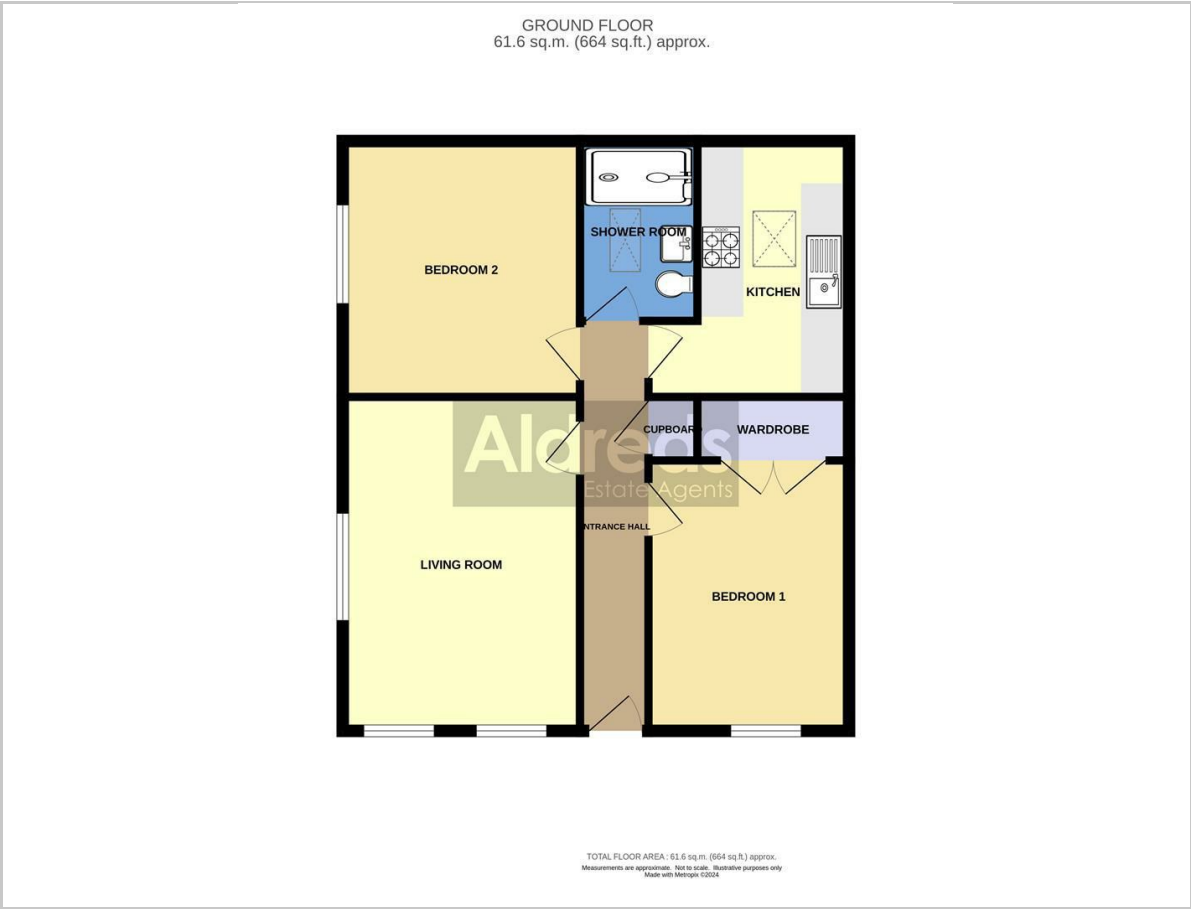 GROUND FLOOR
61.6 sq.m. (664 sq.ft.) approx.
SHOWER ROOM
BEDROOM 2
KITCHEN
CUPBOARD
WARDROBE
Aldreds
Estate Agents
NTRANCE HALL
LIVING ROOM
BEDROOM 1
TOTAL FLOOR AREA : 61.6 sq.m. (664 sq.ft.) approx.
Measurements are approximate. Not to scale. Illustrative purposes only
Made with Metropix ©2024